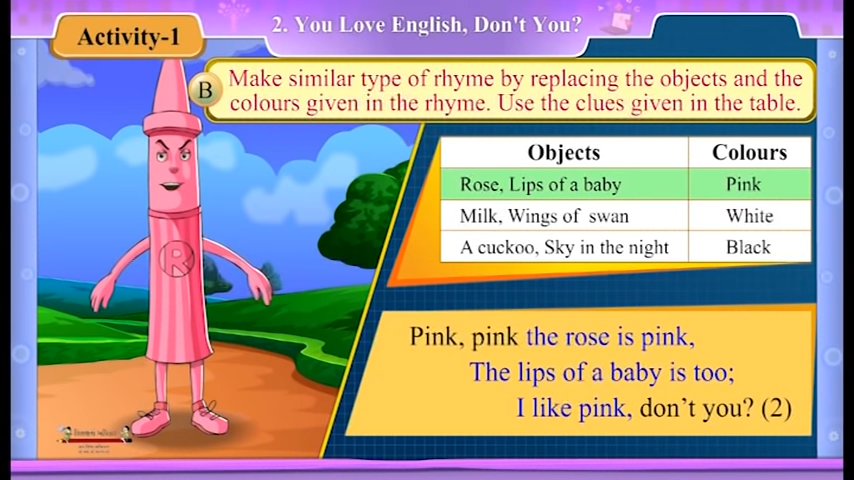 Activity-1
2. You Love English, Don't You?
B
Make similar type of rhyme by replacing the objects and the
colours given in the rhyme. Use the clues given in the table.
Objects Colours
Rose, Lips of a baby Pink
Milk, Wings of swan White
A cuckoo, Sky in the night Black
R
Pink, pink the rose is pink,
The lips of a baby is too;
I like pink, don't you? (2)